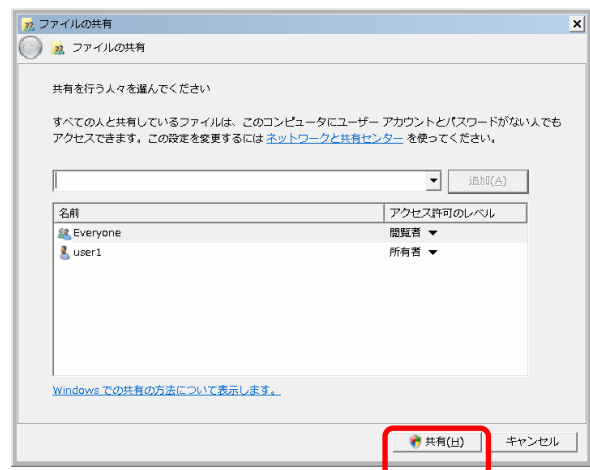 ファイルの共有
ファイルの共有
共有を行う人々を選んでください
すべての人と共有しているファイルは、このコンピュータにユーザー アカウントとパスワードがない人でも
アクセスできます。この設定を変更するには ネットワークと共有センター を使ってください。
追加(A)
名前 アクセス許可のレベル
Everyone 閲覧者 ▼
user1 所有者 ▼
Windows での共有の方法について表示します。
共有(H) キャンセル